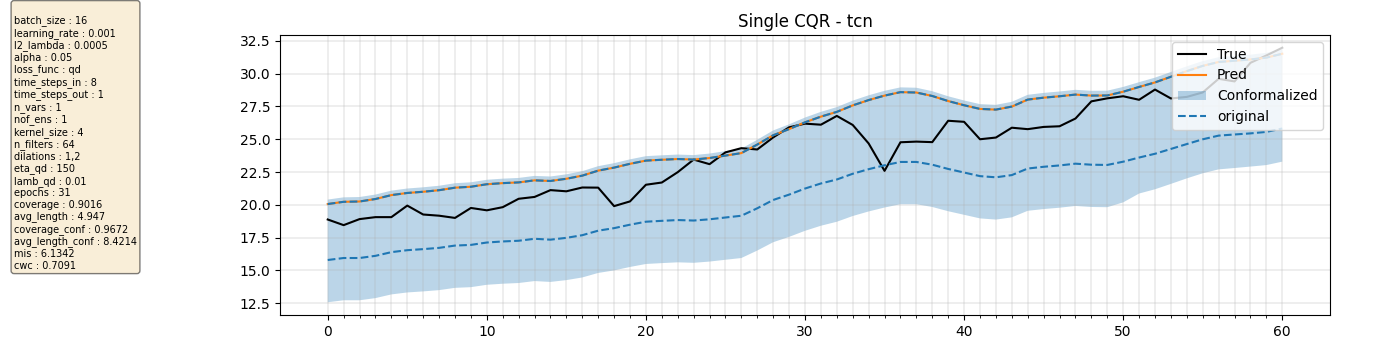 batch_size : 16
learning_rate : 0.001
l2_lambda : 0.0005
alpha : 0.05
loss_func : qd
time_steps_in : 8
time_steps_out : 1
n_vars : 1
nof_ens : 1
kernel_size : 4
n_filters : 64
dilations : 1,2
eta_qd : 150
lamb_qd : 0.01
epochs : 31
coverage : 0.9016
avg_length : 4.947
coverage_conf : 0.9672
avg_length_conf : 8.4214
mis : 6.1342
cwc : 0.7091
Single CQR - tcn
32.5
30.0
27.5
25.0
22.5
20.0
17.5
15.0
12.5
0 10 20 30 40 50 60
True
Pred
Conformalized
original